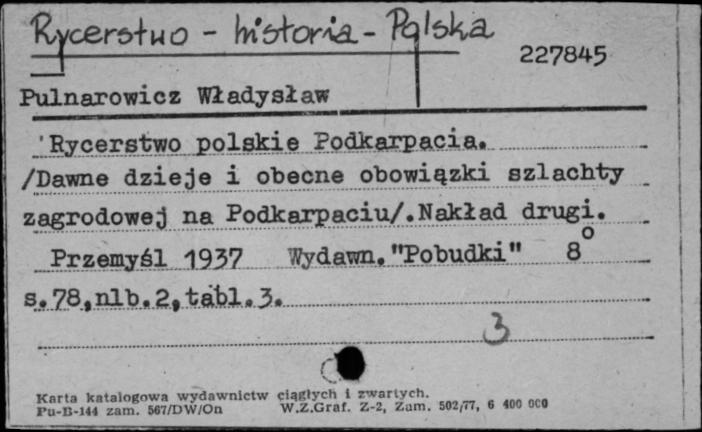 Rycerstwo - historia - Polska
227845
Pulnarowicz Władysław
Rycerstwo polskie Podkarpacia.
/Dawne dzieje i obecne obowiązki szlachty
zagrodowej na Podkarpaciu/.Nakład drugi.
Przemyśl 1937 Wydawn."Pobudki" 8°
s.78,nlb.2,tabl.3.
3
Karta katalogowa wydawnictw ciągłych i zwartych.
Pu-B-144 zam. 567/DW/On W.Z.Graf. Z-2, Zam. 502/77, 6 400 000